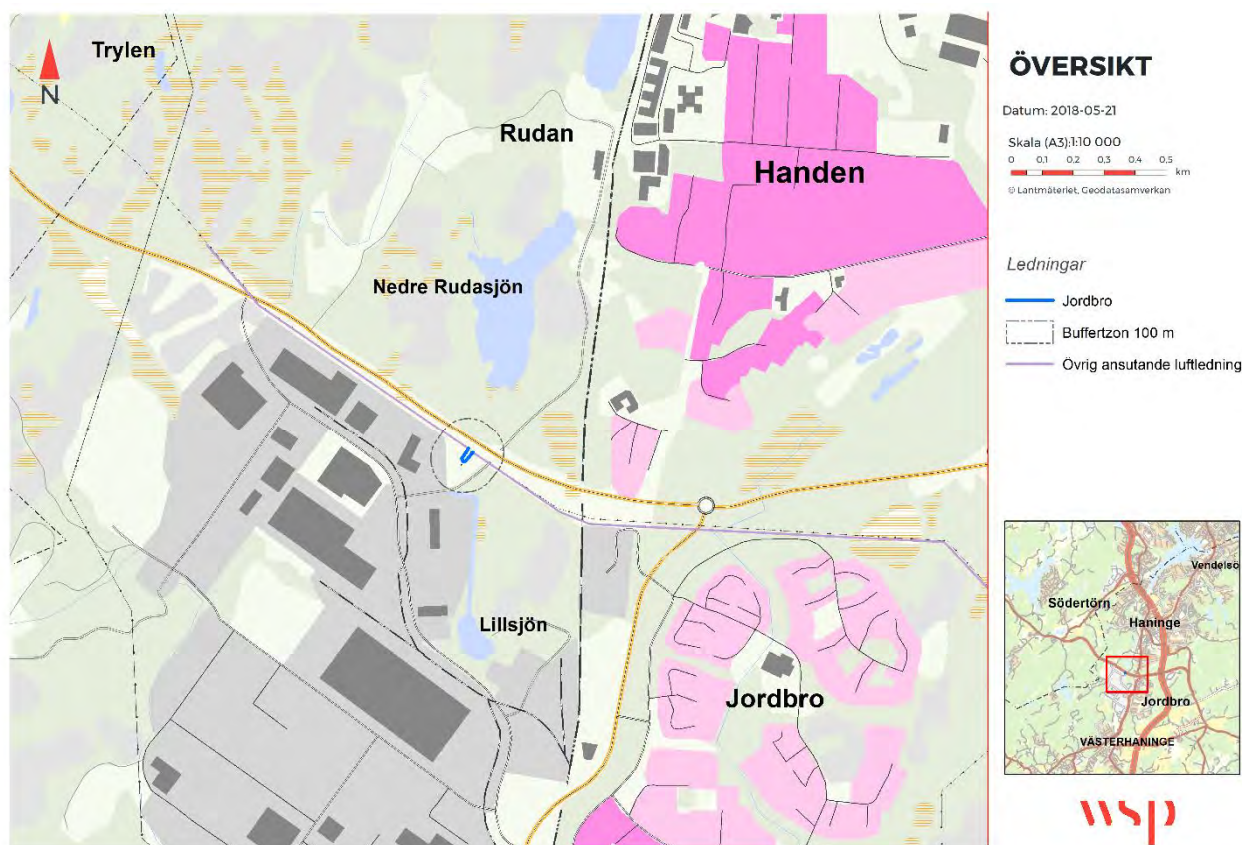 Trylen
N
Rudan
Handen
Nedre Rudasjön
Lillsjön
Jordbro
ÖVERSIKT
Datum: 2018-05-21
Skala (A3):1:10 000
0 0.1 0.2 0.3 0.4 0.5
km
© Lantmäteriet, Geodatasamverkan
Ledningar
Jordbro
Buffertzon 100 m
Övrig ansutande luftledning
Vendelsö
Södertörn
Haninge
Jordbro
VÄSTERHANINGE
wsp